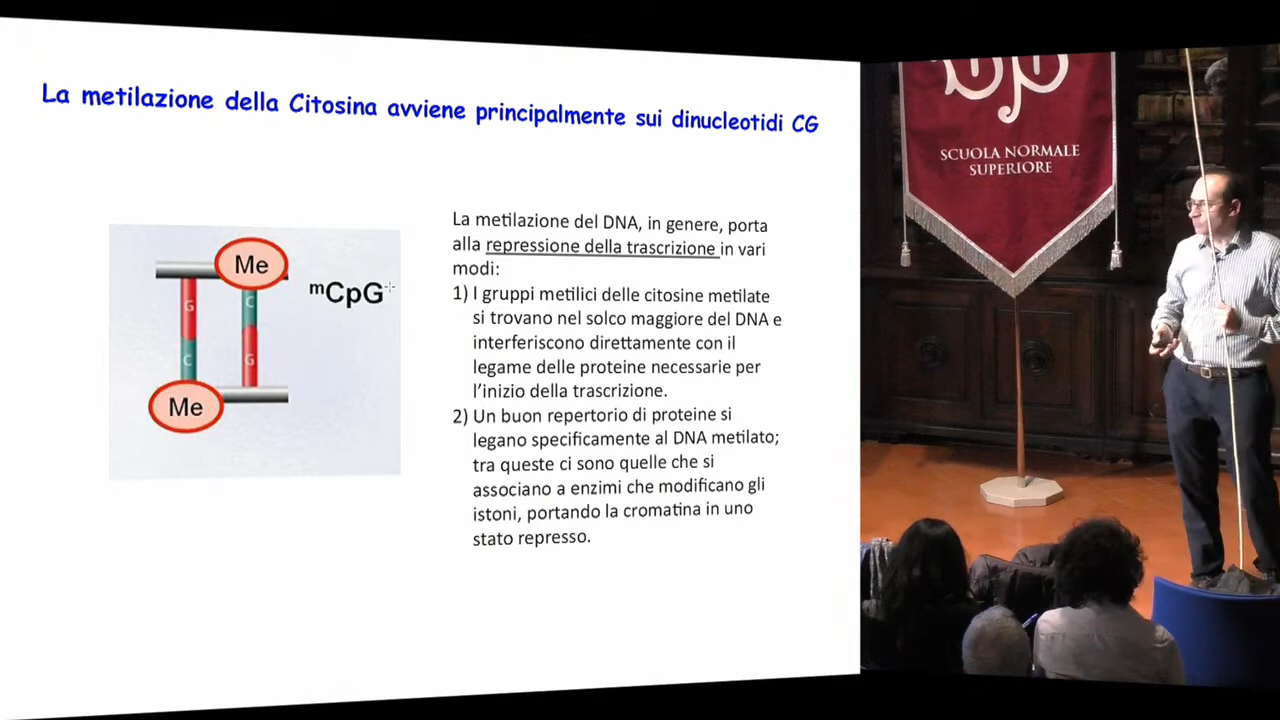 La metilazione della Citosina avviene principalmente sui dinucleotidi CG
Me
mCpG
G
C
C
G
Me
La metilazione del DNA, in genere, porta
alla repressione della trascrizione in vari
modi:
1) I gruppi metilici delle citosine metilate
si trovano nel solco maggiore del DNA e
interferiscono direttamente con il
legame delle proteine necessarie per
l'inizio della trascrizione.
2) Un buon repertorio di proteine si
legano specificamente al DNA metilato;
tra queste ci sono quelle che si
associano a enzimi che modificano gli
istoni, portando la cromatina in uno
stato represso.
SCUOLA NORMALE
SUPERIORE